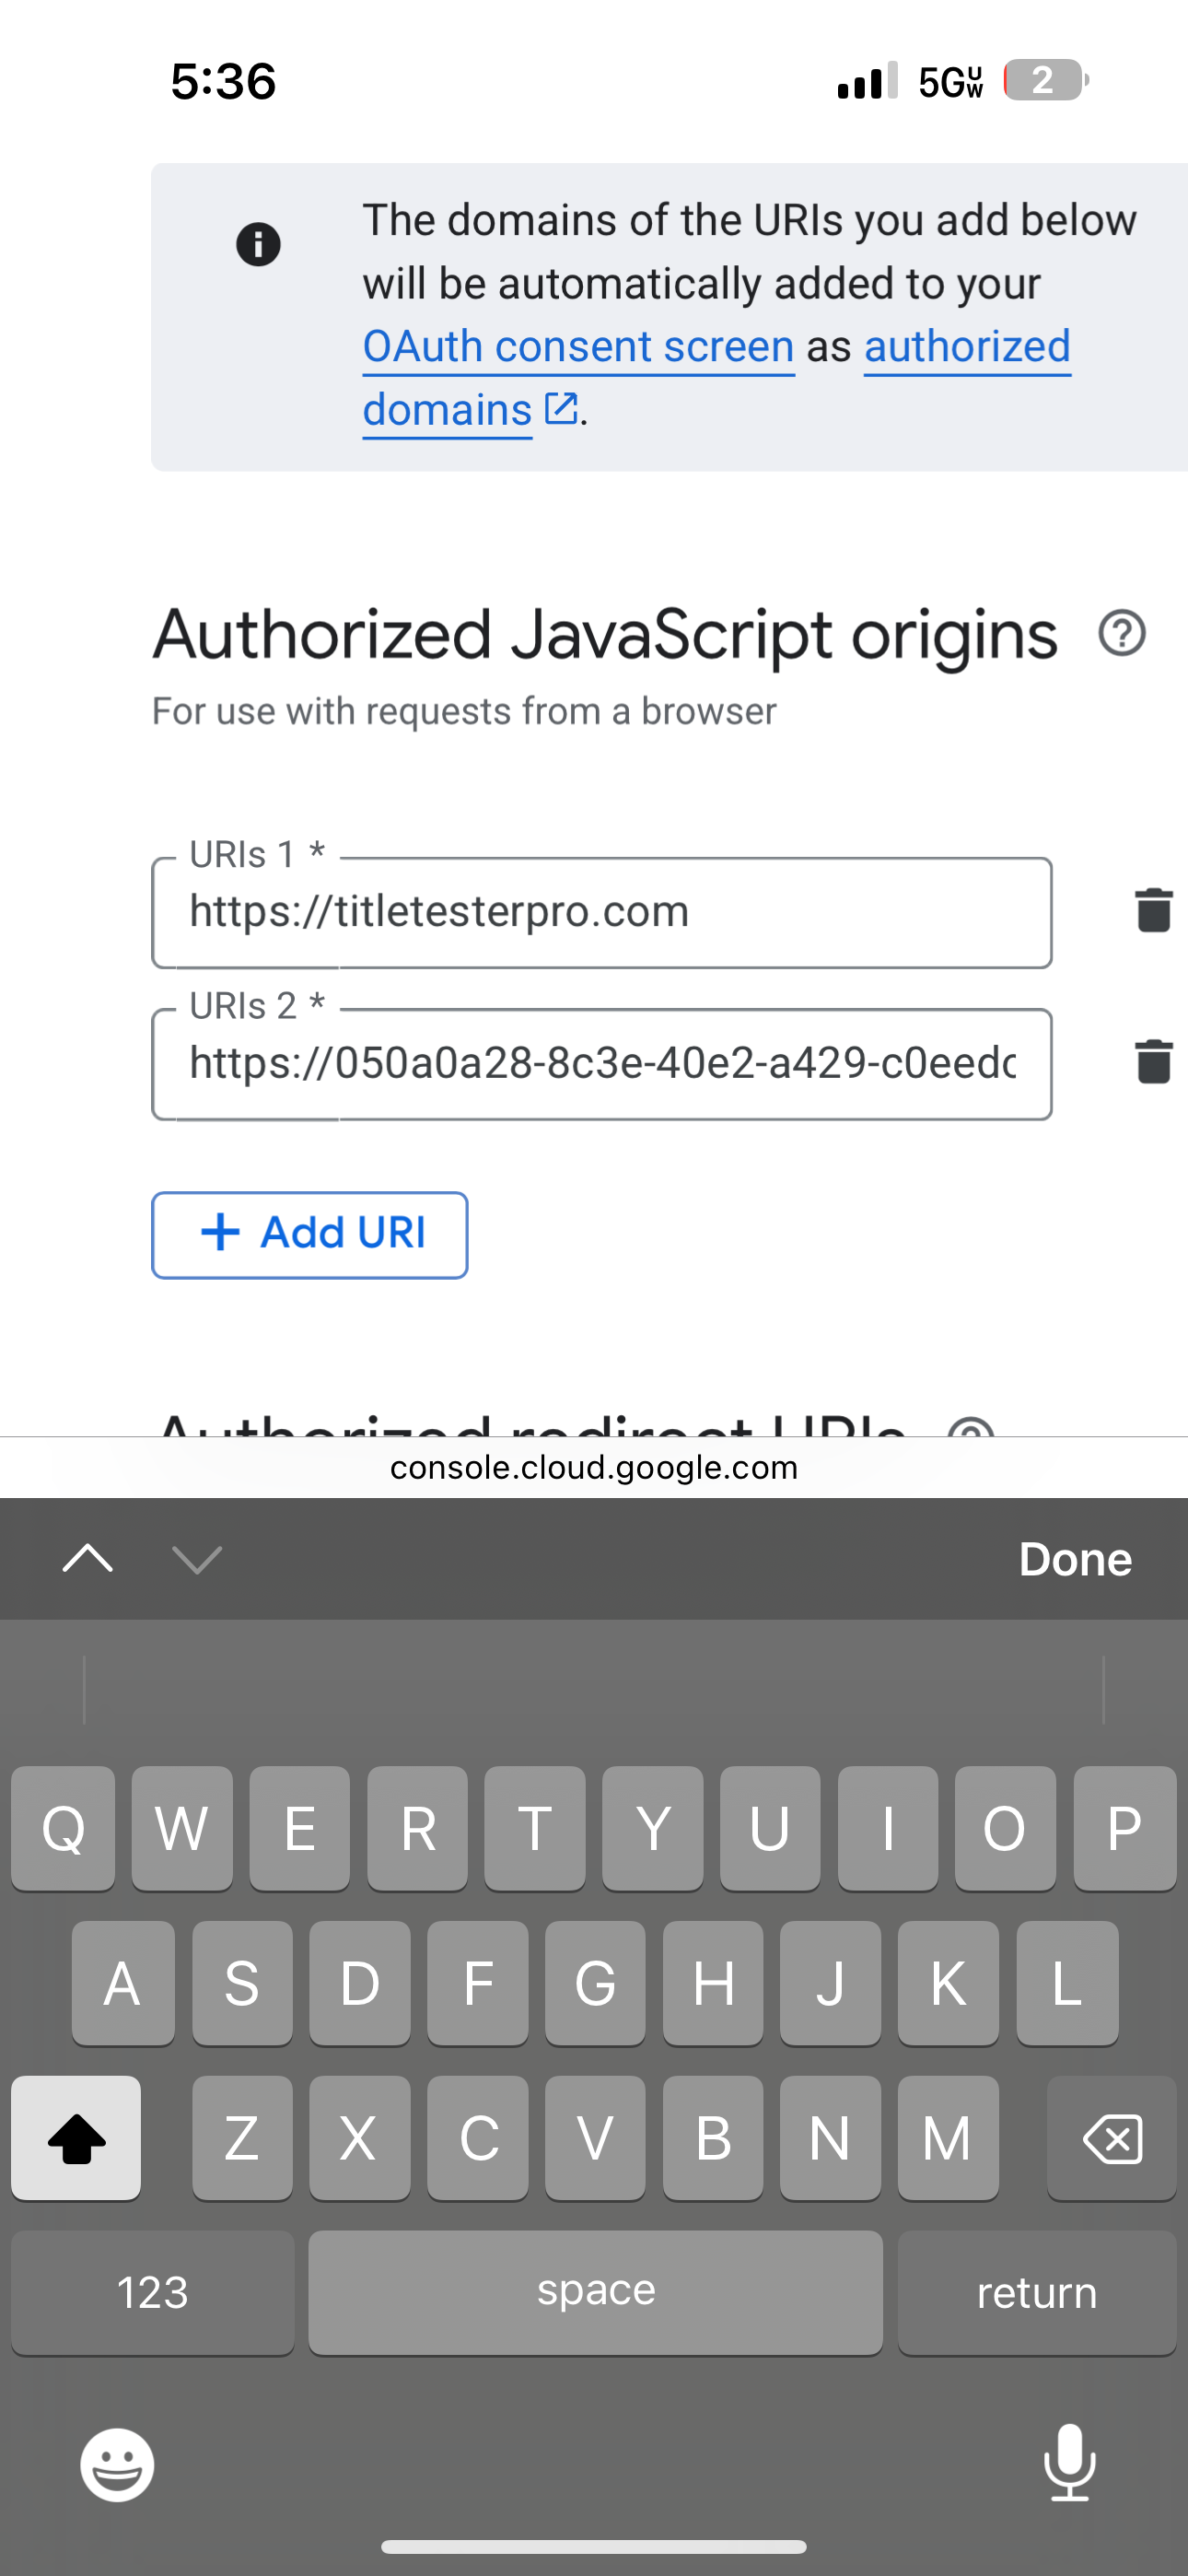 5:36
5G UW
2
The domains of the URIs you add below
will be automatically added to your
OAuth consent screen as authorized
domains.
Authorized JavaScript origins
For use with requests from a browser
URIs 1 *
https://titletesterpro.com
URIs 2 *
https://050a0a28-8c3e-40e2-a429-c0eedc
+ Add URI
Authorized redirect URIs
console.cloud.google.com
Done
Q W E R T Y U I O P
A S D F G H J K L
Z X C V B N M
123 space return